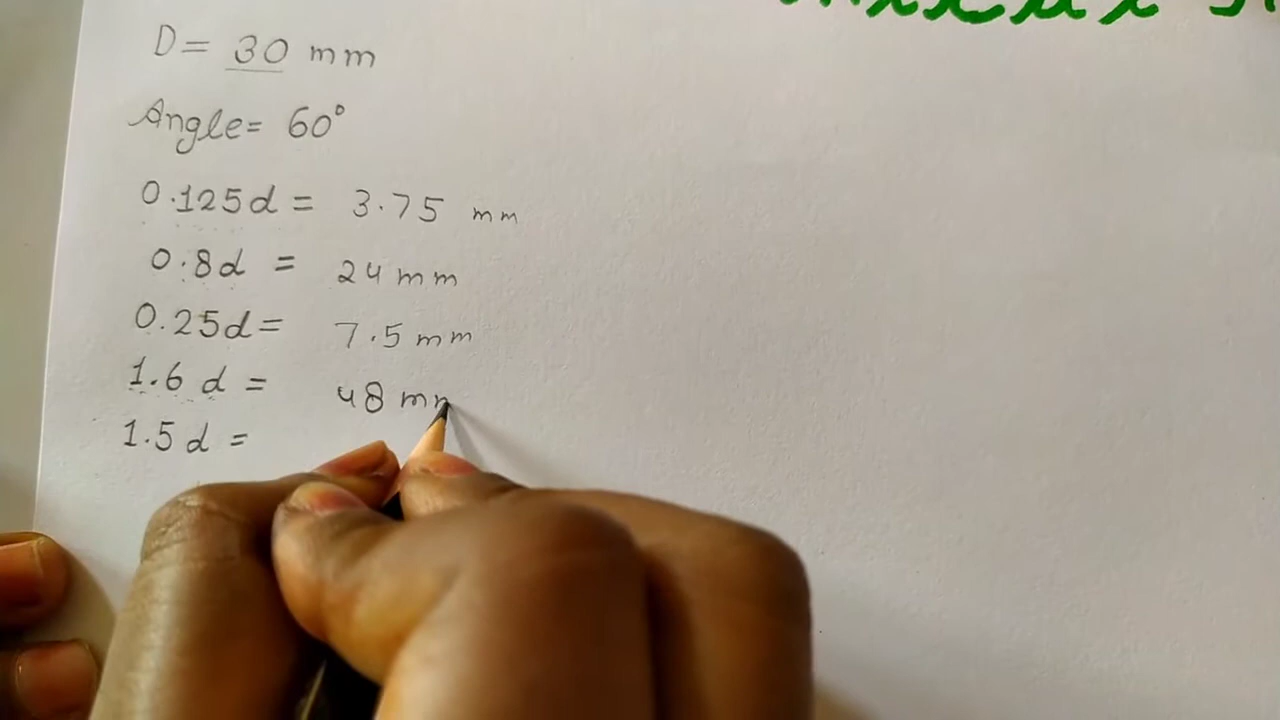 D = 30 mm
Angle = 60°
0.125d = 3.75 mm
0.8d = 24 mm
0.25d = 7.5 mm
1.6 d = 48 mm
1.5 d =